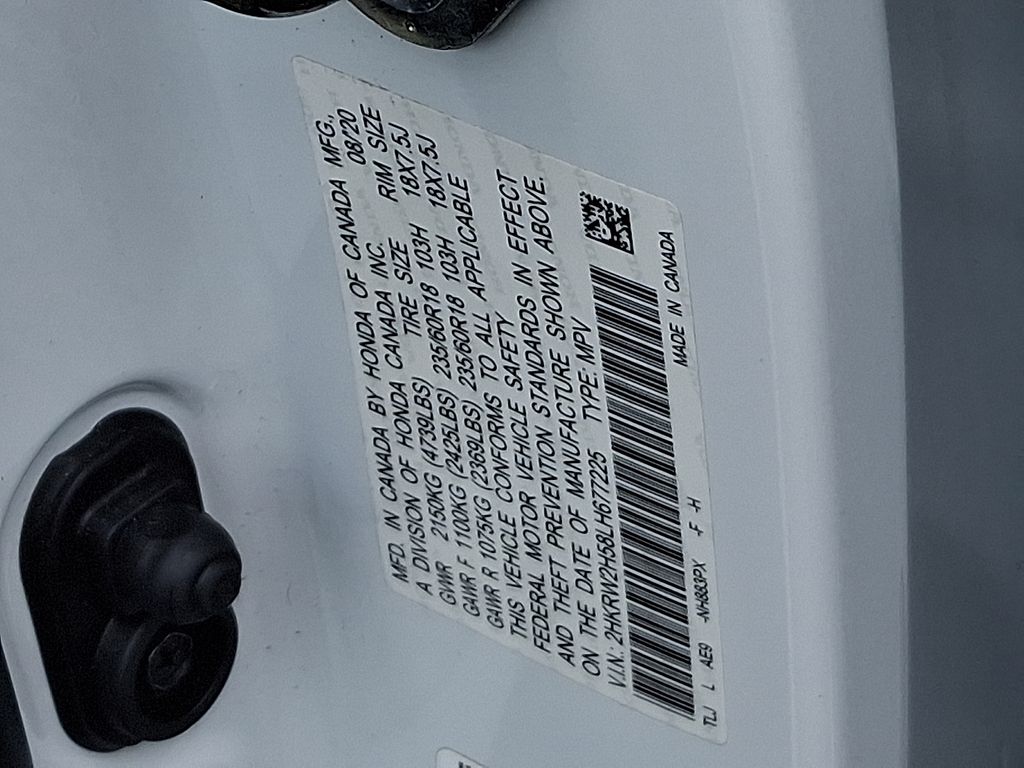 MFD. IN CANADA BY HONDA OF CANADA MFG.,
A DIVISION OF HONDA CANADA INC. 08/20
GVWR 2150KG (4739LBS) TIRE SIZE RIM SIZE
GAWR F 1100KG (2425LBS) 235/60R18 103H 18X7.5J
GAWR R 1075KG (2369LBS) 235/60R18 103H 18X7.5J
THIS VEHICLE CONFORMS TO ALL APPLICABLE
FEDERAL MOTOR VEHICLE SAFETY
AND THEFT PREVENTION STANDARDS IN EFFECT
ON THE DATE OF MANUFACTURE SHOWN ABOVE.
V.I.N.: 2HKRW2H58LH677225 TYPE: MPV
TLJ L AE9 -NH883PX -F -H MADE IN CANADA